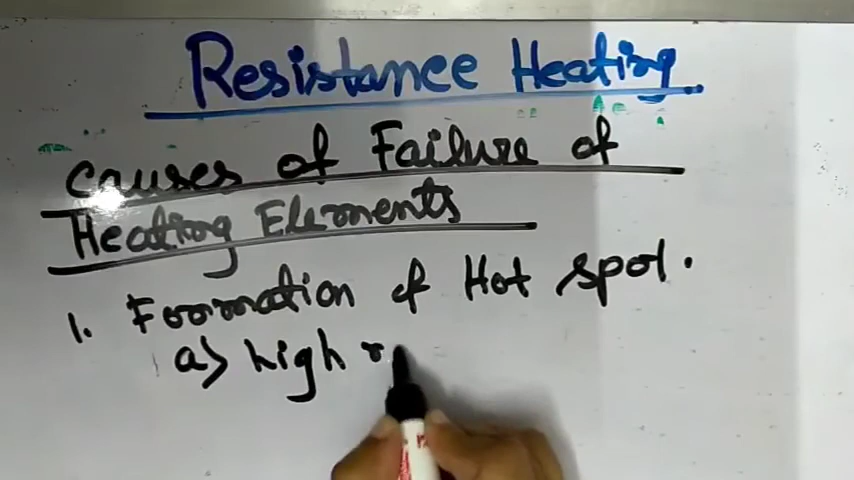 Resistance Heating
Causes of Failure of
Heating Elements
1. Formation of Hot spot.
a) high r